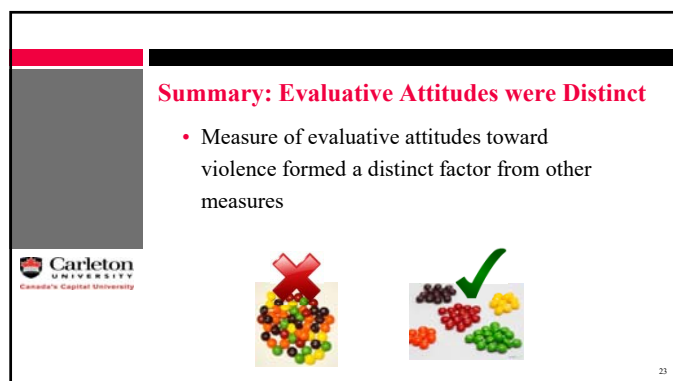 Summary: Evaluative Attitudes were Distinct
• Measure of evaluative attitudes toward
violence formed a distinct factor from other
measures
Carleton
UNIVERSITY
Canada's Capital University
23